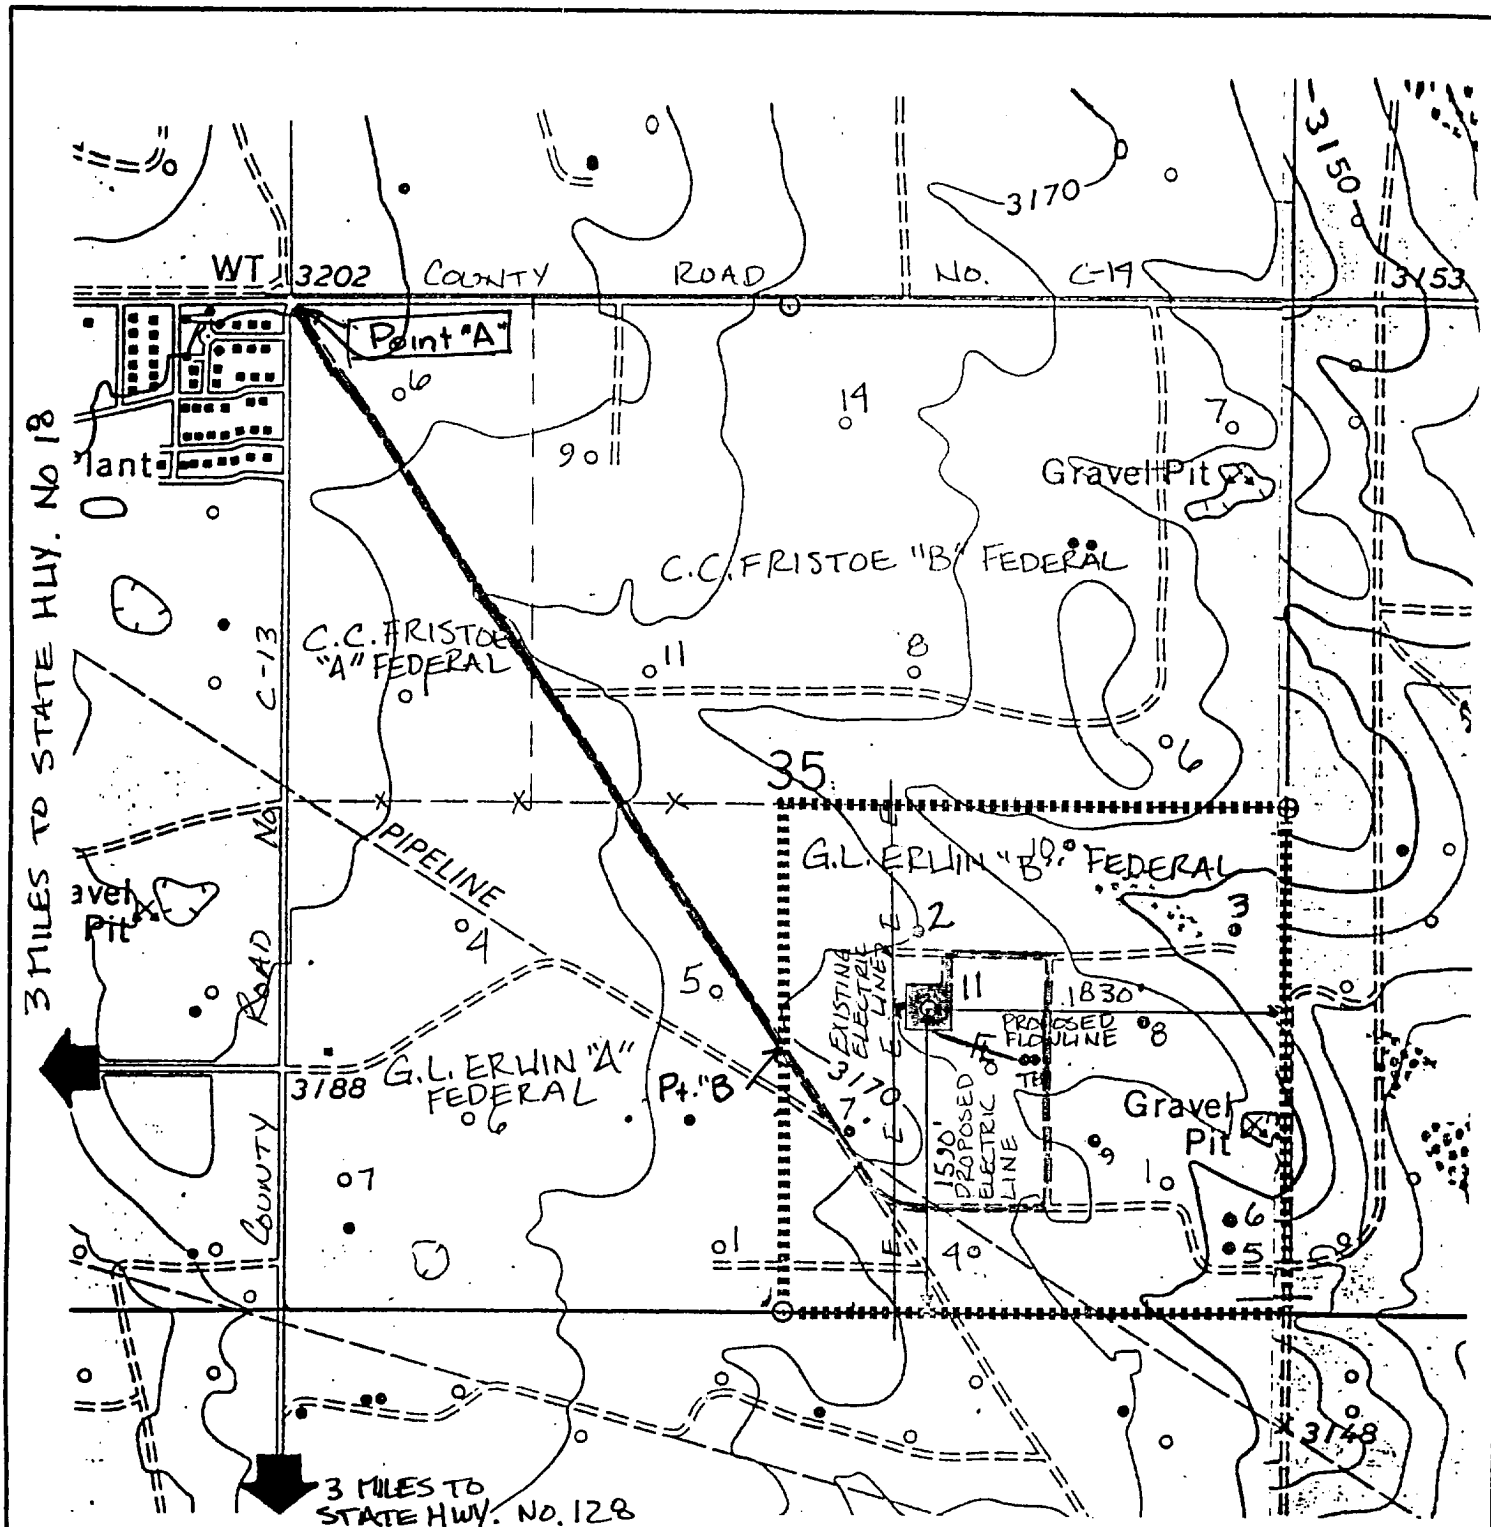 3150
3170
WT 3202 COUNTY ROAD No. C-14 3153
Point "A"
6
14
7
9
Gravel Pit
3 MILES TO STATE HWY. No 18
lant
C.C. FRISTOE "B" FEDERAL
C.C. FRISTOE
"A" FEDERAL
11
8
6
6
COUNTY ROAD No. C-13
35
PIPELINE
G.L. ERWIN "B" FEDERAL
10
avel
Pit
4
2
3
5
EXISTING
ELECTRIC
LINE
E E E E E E
11
1830'
PROPOSED
FLOWLINE
8
3188
G.L. ERWIN "A"
FEDERAL
Pt. "B
3170
7
TB
Gravel
Pit
6
1590'
PROPOSED
ELECTRIC
LINE
9
1
7
6
5
1
4
3148
3 MILES TO
STATE HWY. NO. 128